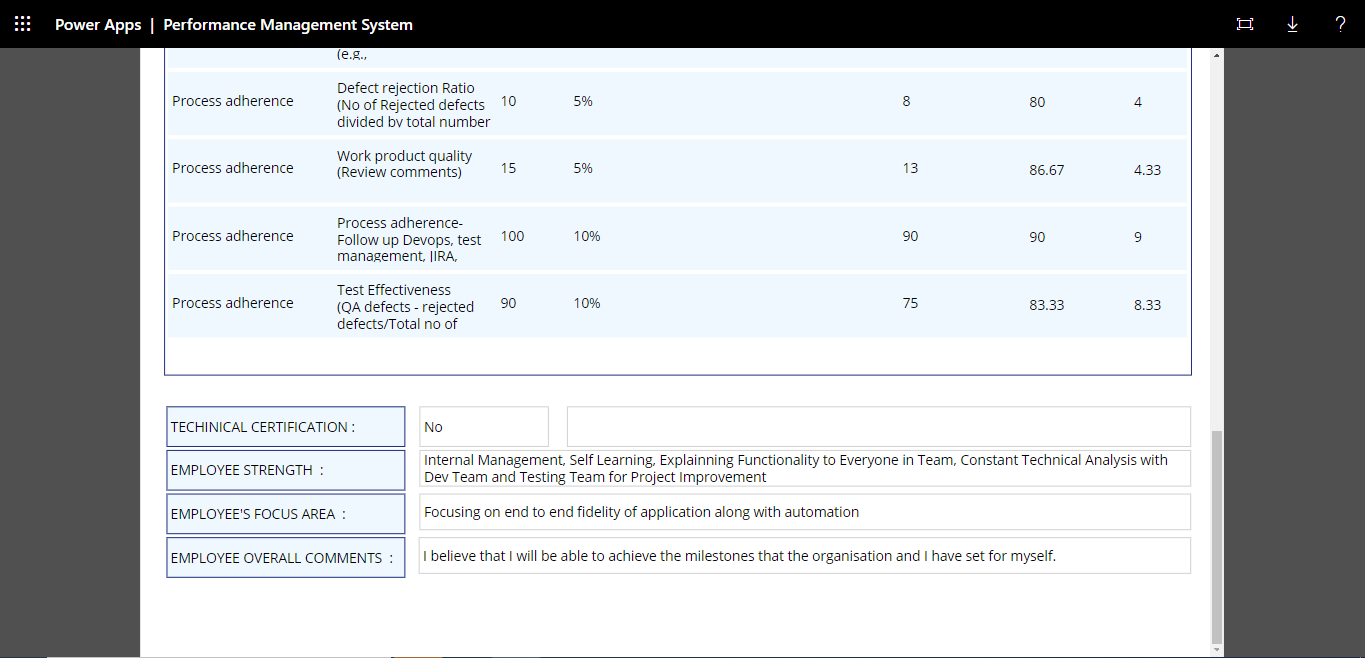 Power Apps | Performance Management System
?
(e.g.,
Process adherence
Defect rejection Ratio
(No of Rejected defects
divided by total number
10 5% 8 80 4
Process adherence
Work product quality
(Review comments)
15 5% 13 86.67 4.33
Process adherence
Process adherence-
Follow up Devops, test
management, JIRA,
100 10% 90 90 9
Process adherence
Test Effectiveness
(QA defects - rejected
defects/Total no of
90 10% 75 83.33 8.33
TECHINICAL CERTIFICATION : No
EMPLOYEE STRENGTH :
Internal Management, Self Learning, Explainning Functionality to Everyone in Team, Constant Technical Analysis with
Dev Team and Testing Team for Project Improvement
EMPLOYEE'S FOCUS AREA : Focusing on end to end fidelity of application along with automation
EMPLOYEE OVERALL COMMENTS : I believe that I will be able to achieve the milestones that the organisation and I have set for myself.